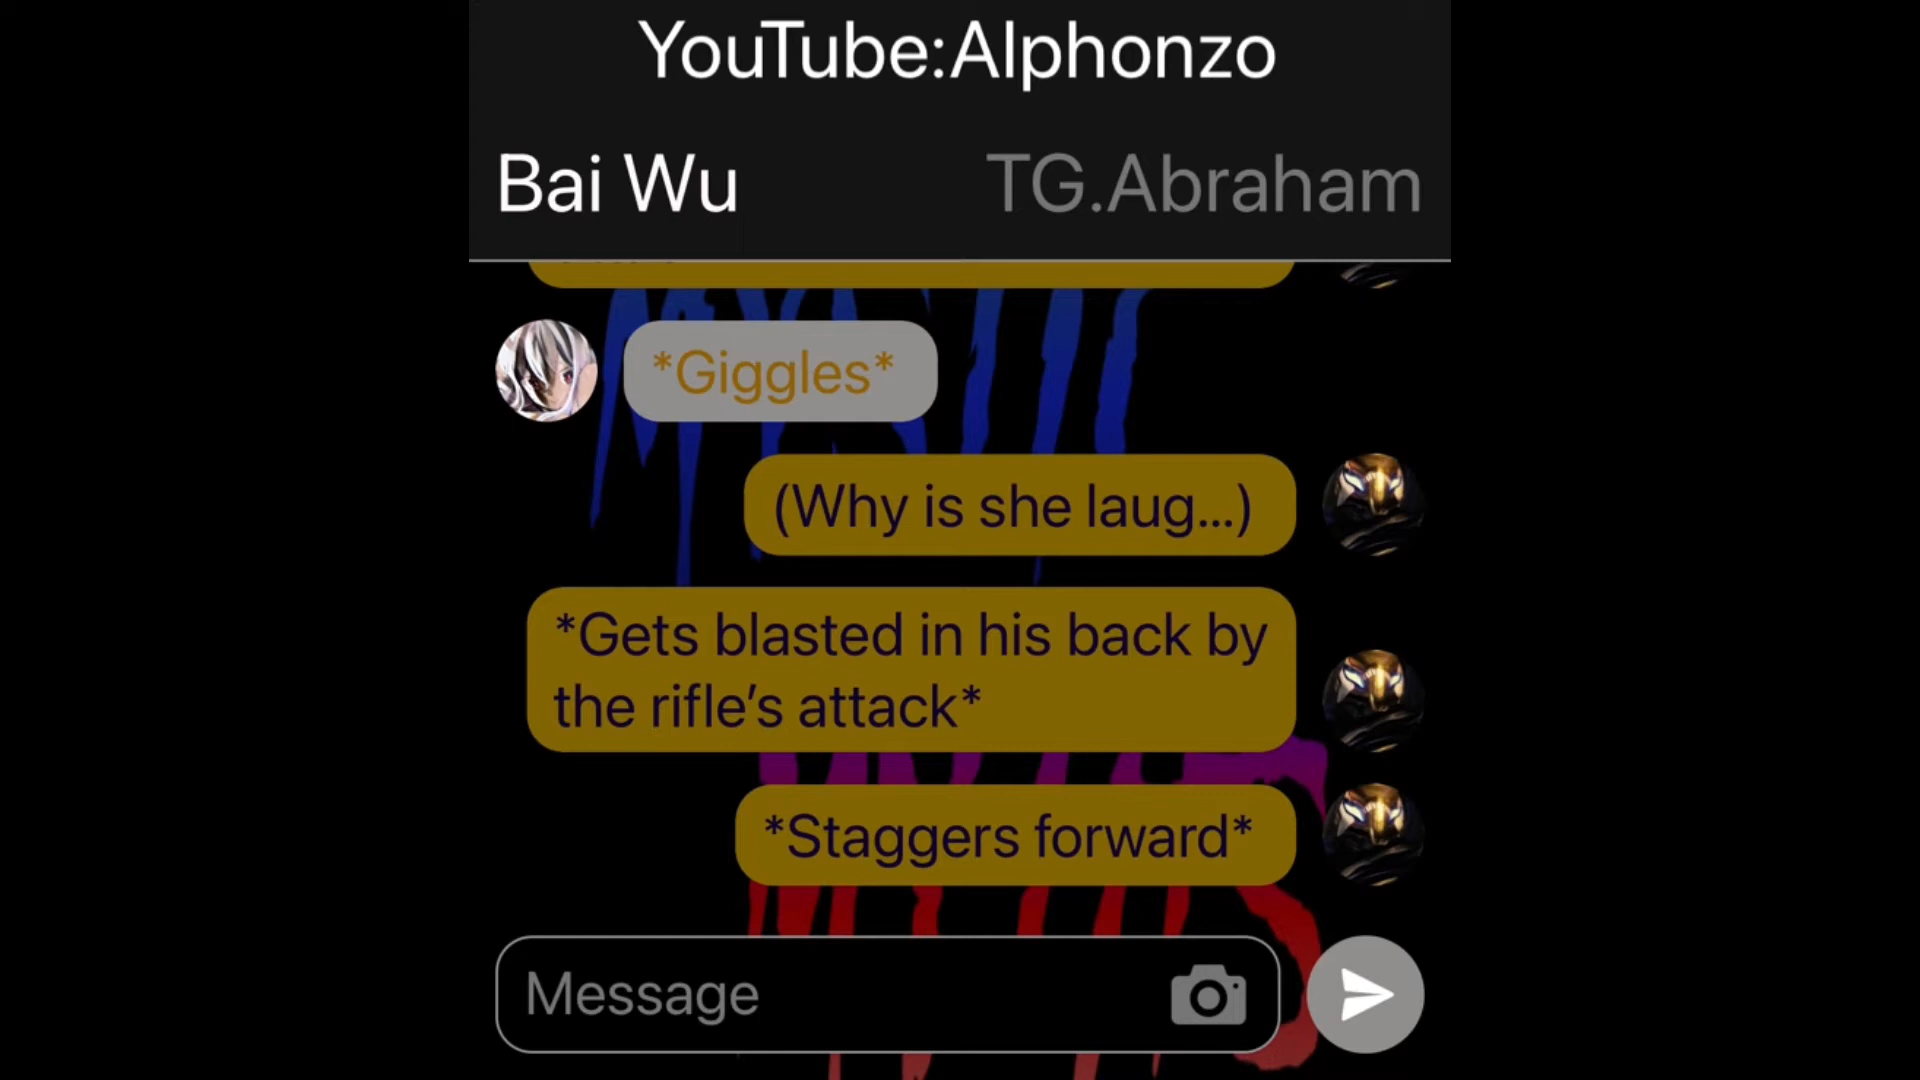 YouTube:Alphonzo
Bai Wu TG.Abraham
*Giggles*
(Why is she laug...)
*Gets blasted in his back by
the rifle’s attack*
*Staggers forward*
Message